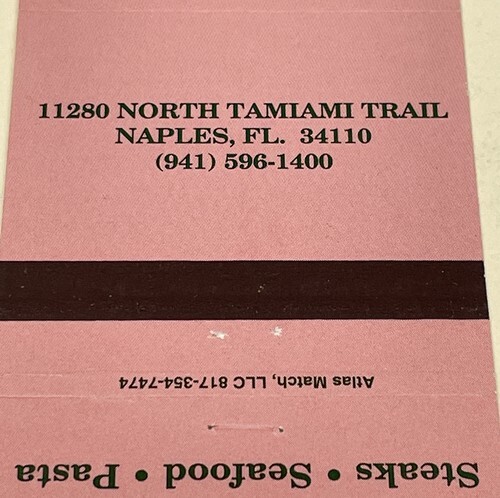 11280 NORTH TAMIAMI TRAIL
NAPLES, FL. 34110
(941) 596-1400
Atlas Match, LLC 817-354-7474
Steaks • Seafood • Pasta